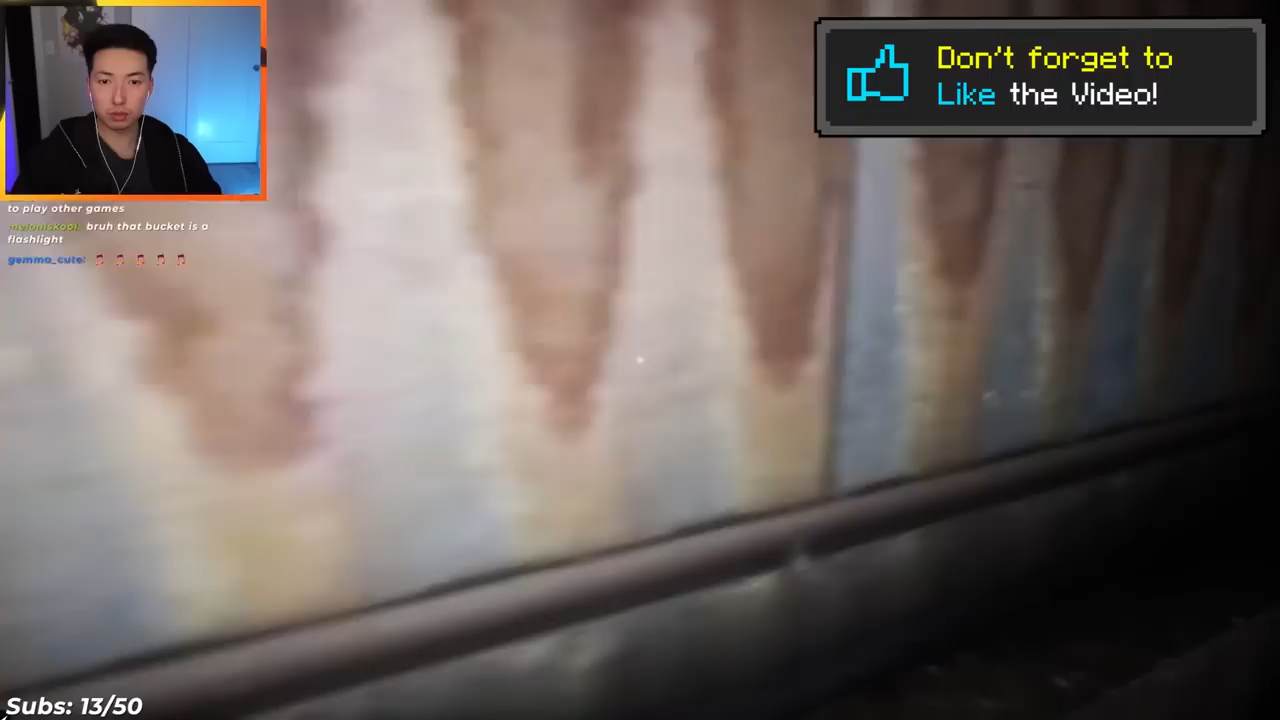 Don't forget to
Like the Video!
to play other games
meloniskool: bruh that bucket is a
flashlight
gemma_cute:
Subs: 13/50